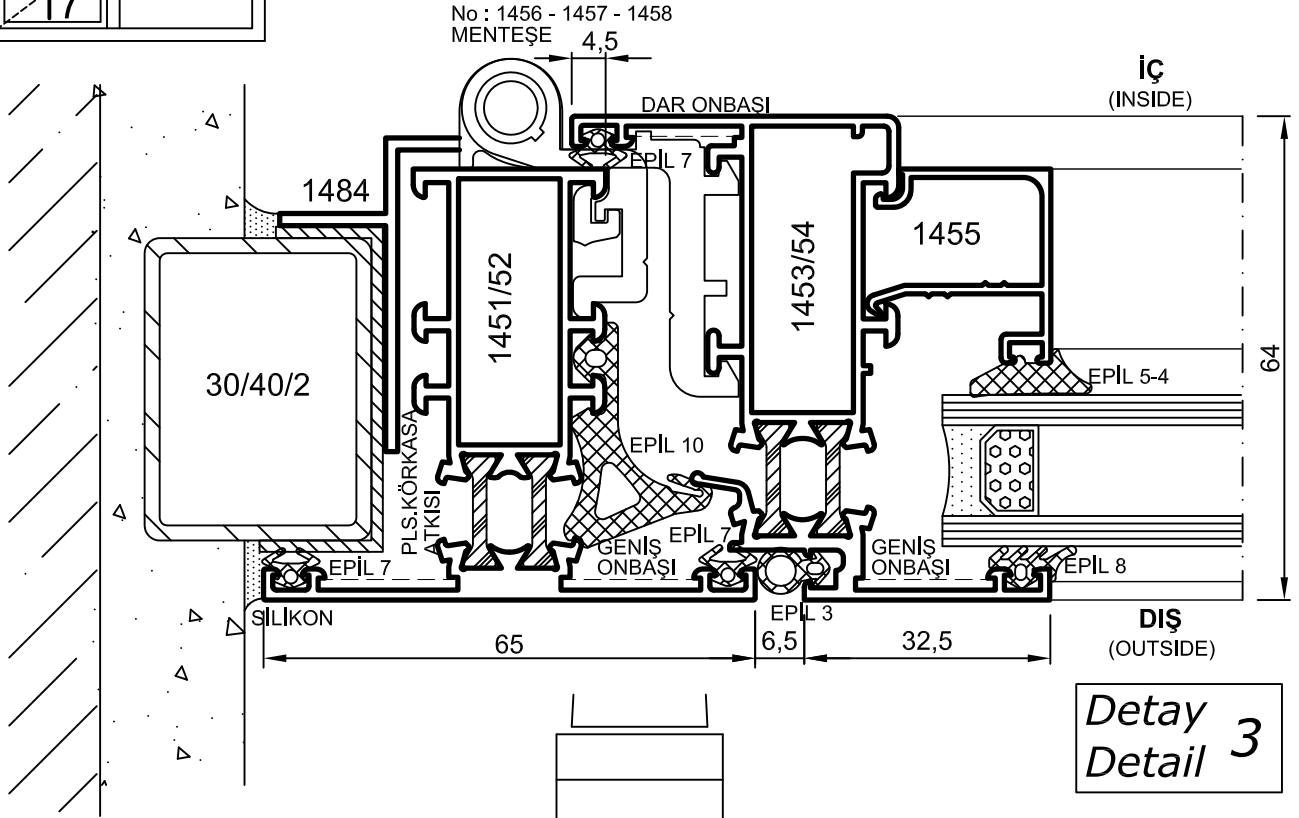 17
No : 1456 - 1457 - 1458
MENTEŞE
4,5
İÇ
(INSIDE)
DAR ONBAŞI
EPİL 7
1484
1451/52
1453/54
1455
30/40/2
64
EPİL 5-4
PLS.KÖRKASA
ATKISI
EPİL 10
EPİL 7
GENİŞ
ONBAŞI
GENİŞ
ONBAŞI
EPİL 7
EPİL 8
SİLİKON
EPİL 3
65
6,5
32,5
DIŞ
(OUTSIDE)
Detay
Detail
3